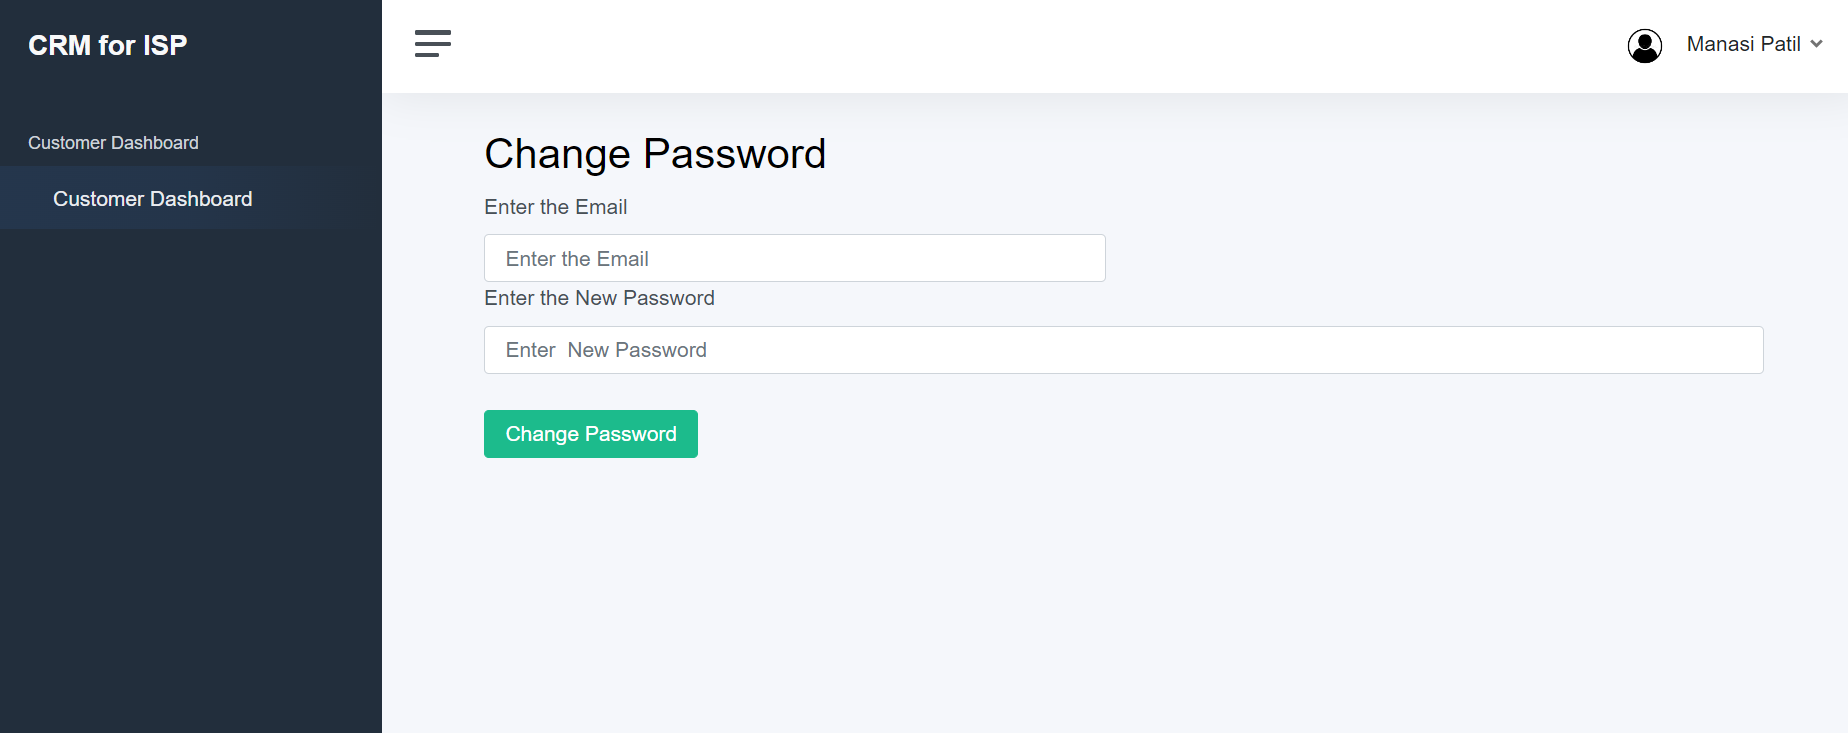 CRM for ISP
Manasi Patil
Customer Dashboard
Customer Dashboard
Change Password
Enter the Email
Enter the Email
Enter the New Password
Enter  New Password
Change Password